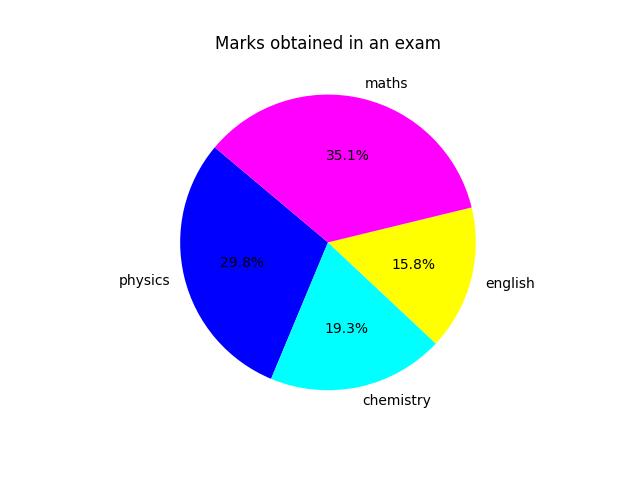 Marks obtained in an exam
maths
35.1%
physics
29.8%
15.8%
english
19.3%
chemistry